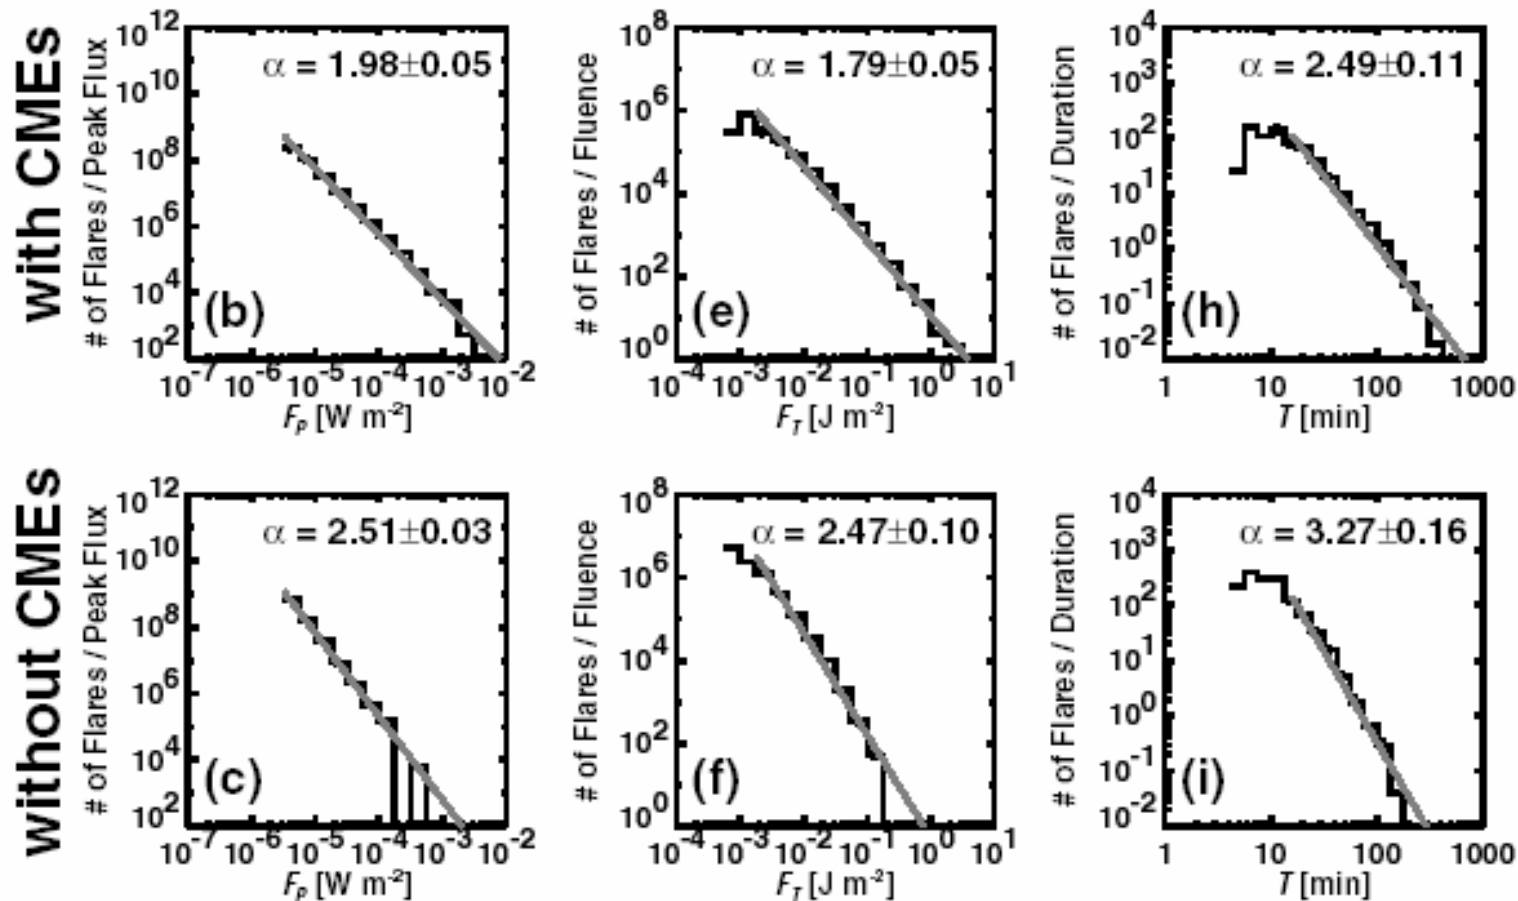 with CMEs
# of Flares / Peak Flux
10^12
10^10
10^8
10^6
10^4
10^2
α = 1.98±0.05
(b)
10^-7 10^-6 10^-5 10^-4 10^-3 10^-2
F_P [W m^-2]
# of Flares / Fluence
10^8
10^6
10^4
10^2
10^0
α = 1.79±0.05
(e)
10^-4 10^-3 10^-2 10^-1 10^0 10^1
F_T [J m^-2]
# of Flares / Duration
10^4
10^3
10^2
10^1
10^0
10^-1
10^-2
α = 2.49±0.11
(h)
1 10 100 1000
T [min]
without CMEs
# of Flares / Peak Flux
10^12
10^10
10^8
10^6
10^4
10^2
α = 2.51±0.03
(c)
10^-7 10^-6 10^-5 10^-4 10^-3 10^-2
F_P [W m^-2]
# of Flares / Fluence
10^8
10^6
10^4
10^2
10^0
α = 2.47±0.10
(f)
10^-4 10^-3 10^-2 10^-1 10^0 10^1
F_T [J m^-2]
# of Flares / Duration
10^4
10^3
10^2
10^1
10^0
10^-1
10^-2
α = 3.27±0.16
(i)
1 10 100 1000
T [min]